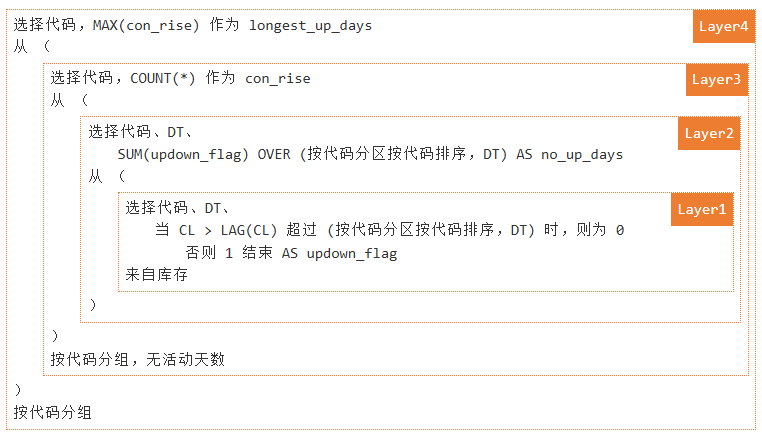 选择代码，MAX(con_rise) 作为 longest_up_days
Layer4
从 （
选择代码，COUNT(*) 作为 con_rise
Layer3
从 （
选择代码、DT、
Layer2
SUM(updown_flag) OVER (按代码分区按代码排序，DT) AS no_up_days
从 （
选择代码、DT、
Layer1
当 CL > LAG(CL) 超过 (按代码分区按代码排序，DT) 时，则为 0
否则 1 结束 AS updown_flag
来自库存
）
）
按代码分组，无活动天数
）
按代码分组